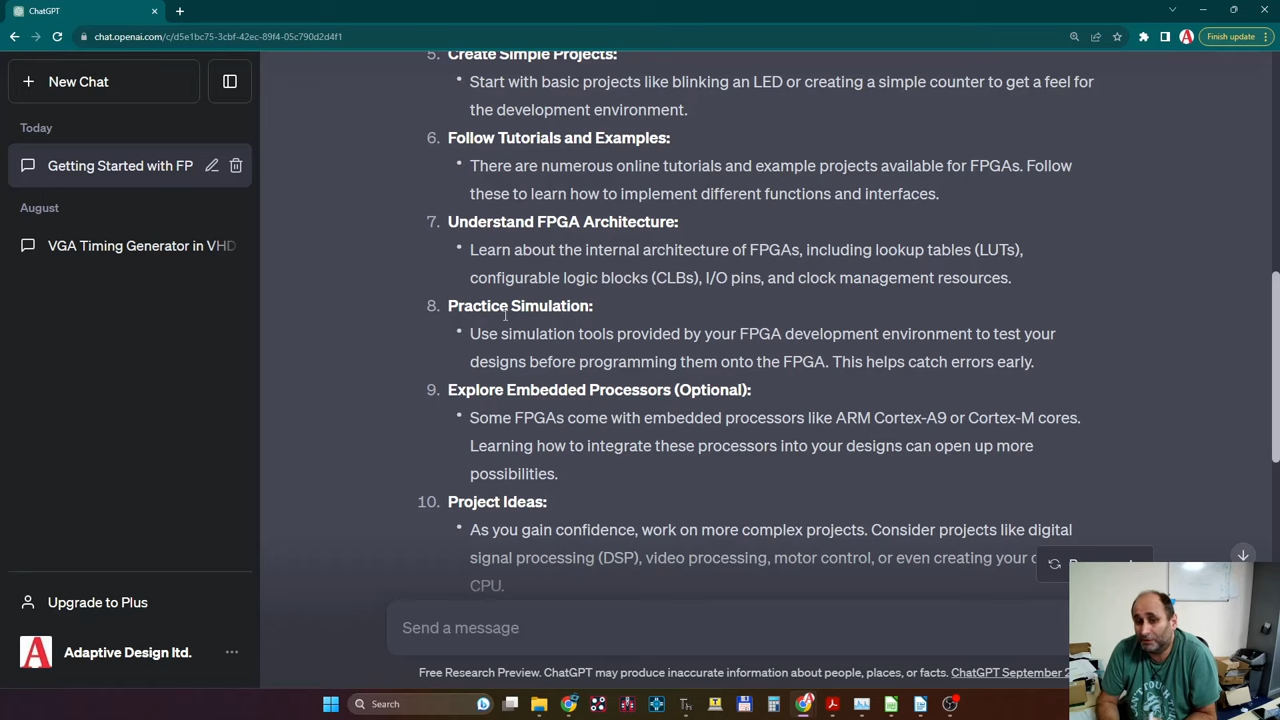 ChatGPT
chat.openai.com/c/d5e1bc75-3cbf-42ec-89f4-05c790d2d4f1
Finish update
New Chat
Today
Getting Started with FP
August
VGA Timing Generator in VHD
Upgrade to Plus
Adaptive Design ltd.
5. Create Simple Projects:
Start with basic projects like blinking an LED or creating a simple counter to get a feel for
the development environment.
6. Follow Tutorials and Examples:
There are numerous online tutorials and example projects available for FPGAs. Follow
these to learn how to implement different functions and interfaces.
7. Understand FPGA Architecture:
Learn about the internal architecture of FPGAs, including lookup tables (LUTs),
configurable logic blocks (CLBs), I/O pins, and clock management resources.
8. Practice Simulation:
Use simulation tools provided by your FPGA development environment to test your
designs before programming them onto the FPGA. This helps catch errors early.
9. Explore Embedded Processors (Optional):
Some FPGAs come with embedded processors like ARM Cortex-A9 or Cortex-M cores.
Learning how to integrate these processors into your designs can open up more
possibilities.
10. Project Ideas:
As you gain confidence, work on more complex projects. Consider projects like digital
signal processing (DSP), video processing, motor control, or even creating your
CPU.
Send a message
Free Research Preview. ChatGPT may produce inaccurate information about people, places, or facts. ChatGPT September
Search